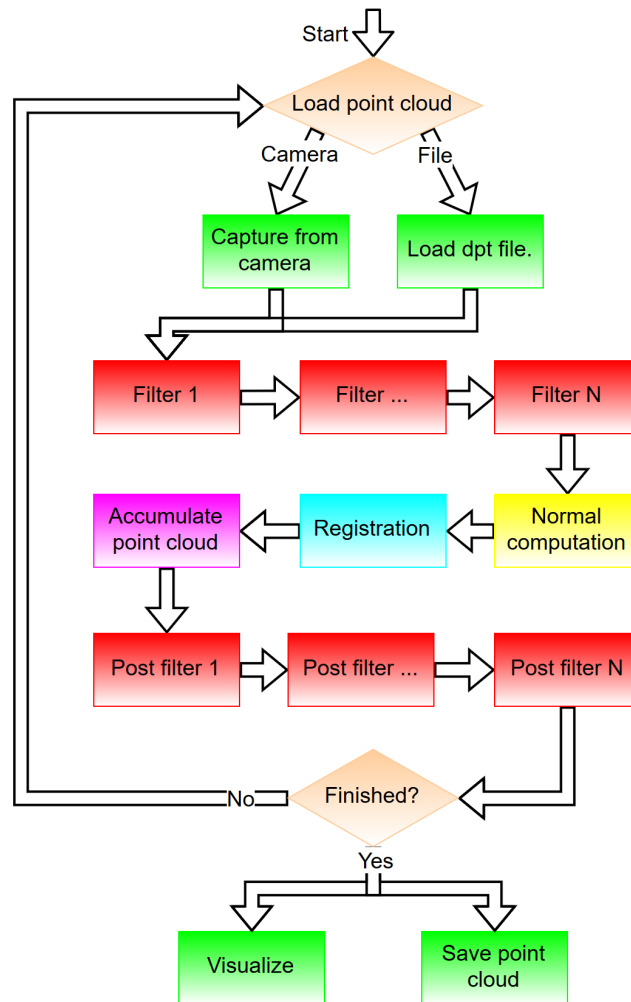 Start
Load point cloud
Camera
File
Capture from
camera
Load dpt file.
Filter 1
Filter ...
Filter N
Accumulate
point cloud
Registration
Normal
computation
Post filter 1
Post filter ...
Post filter N
No
Finished?
Yes
Visualize
Save point
cloud